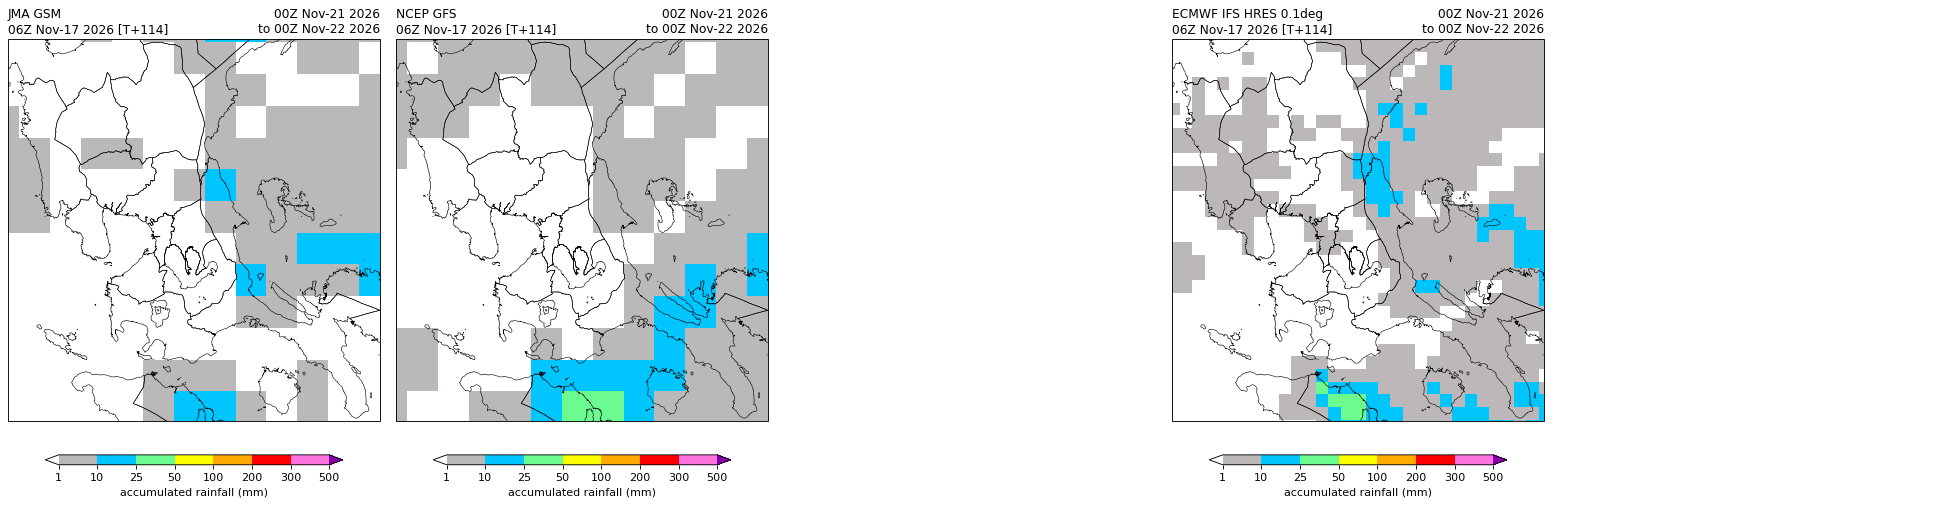 JMA GSM 00Z Nov-21 2026
06Z Nov-17 2026 [T+114] to 00Z Nov-22 2026
1 10 25 50 100 200 300 500
accumulated rainfall (mm)
NCEP GFS 00Z Nov-21 2026
06Z Nov-17 2026 [T+114] to 00Z Nov-22 2026
1 10 25 50 100 200 300 500
accumulated rainfall (mm)
ECMWF IFS HRES 0.1deg 00Z Nov-21 2026
06Z Nov-17 2026 [T+114] to 00Z Nov-22 2026
1 10 25 50 100 200 300 500
accumulated rainfall (mm)